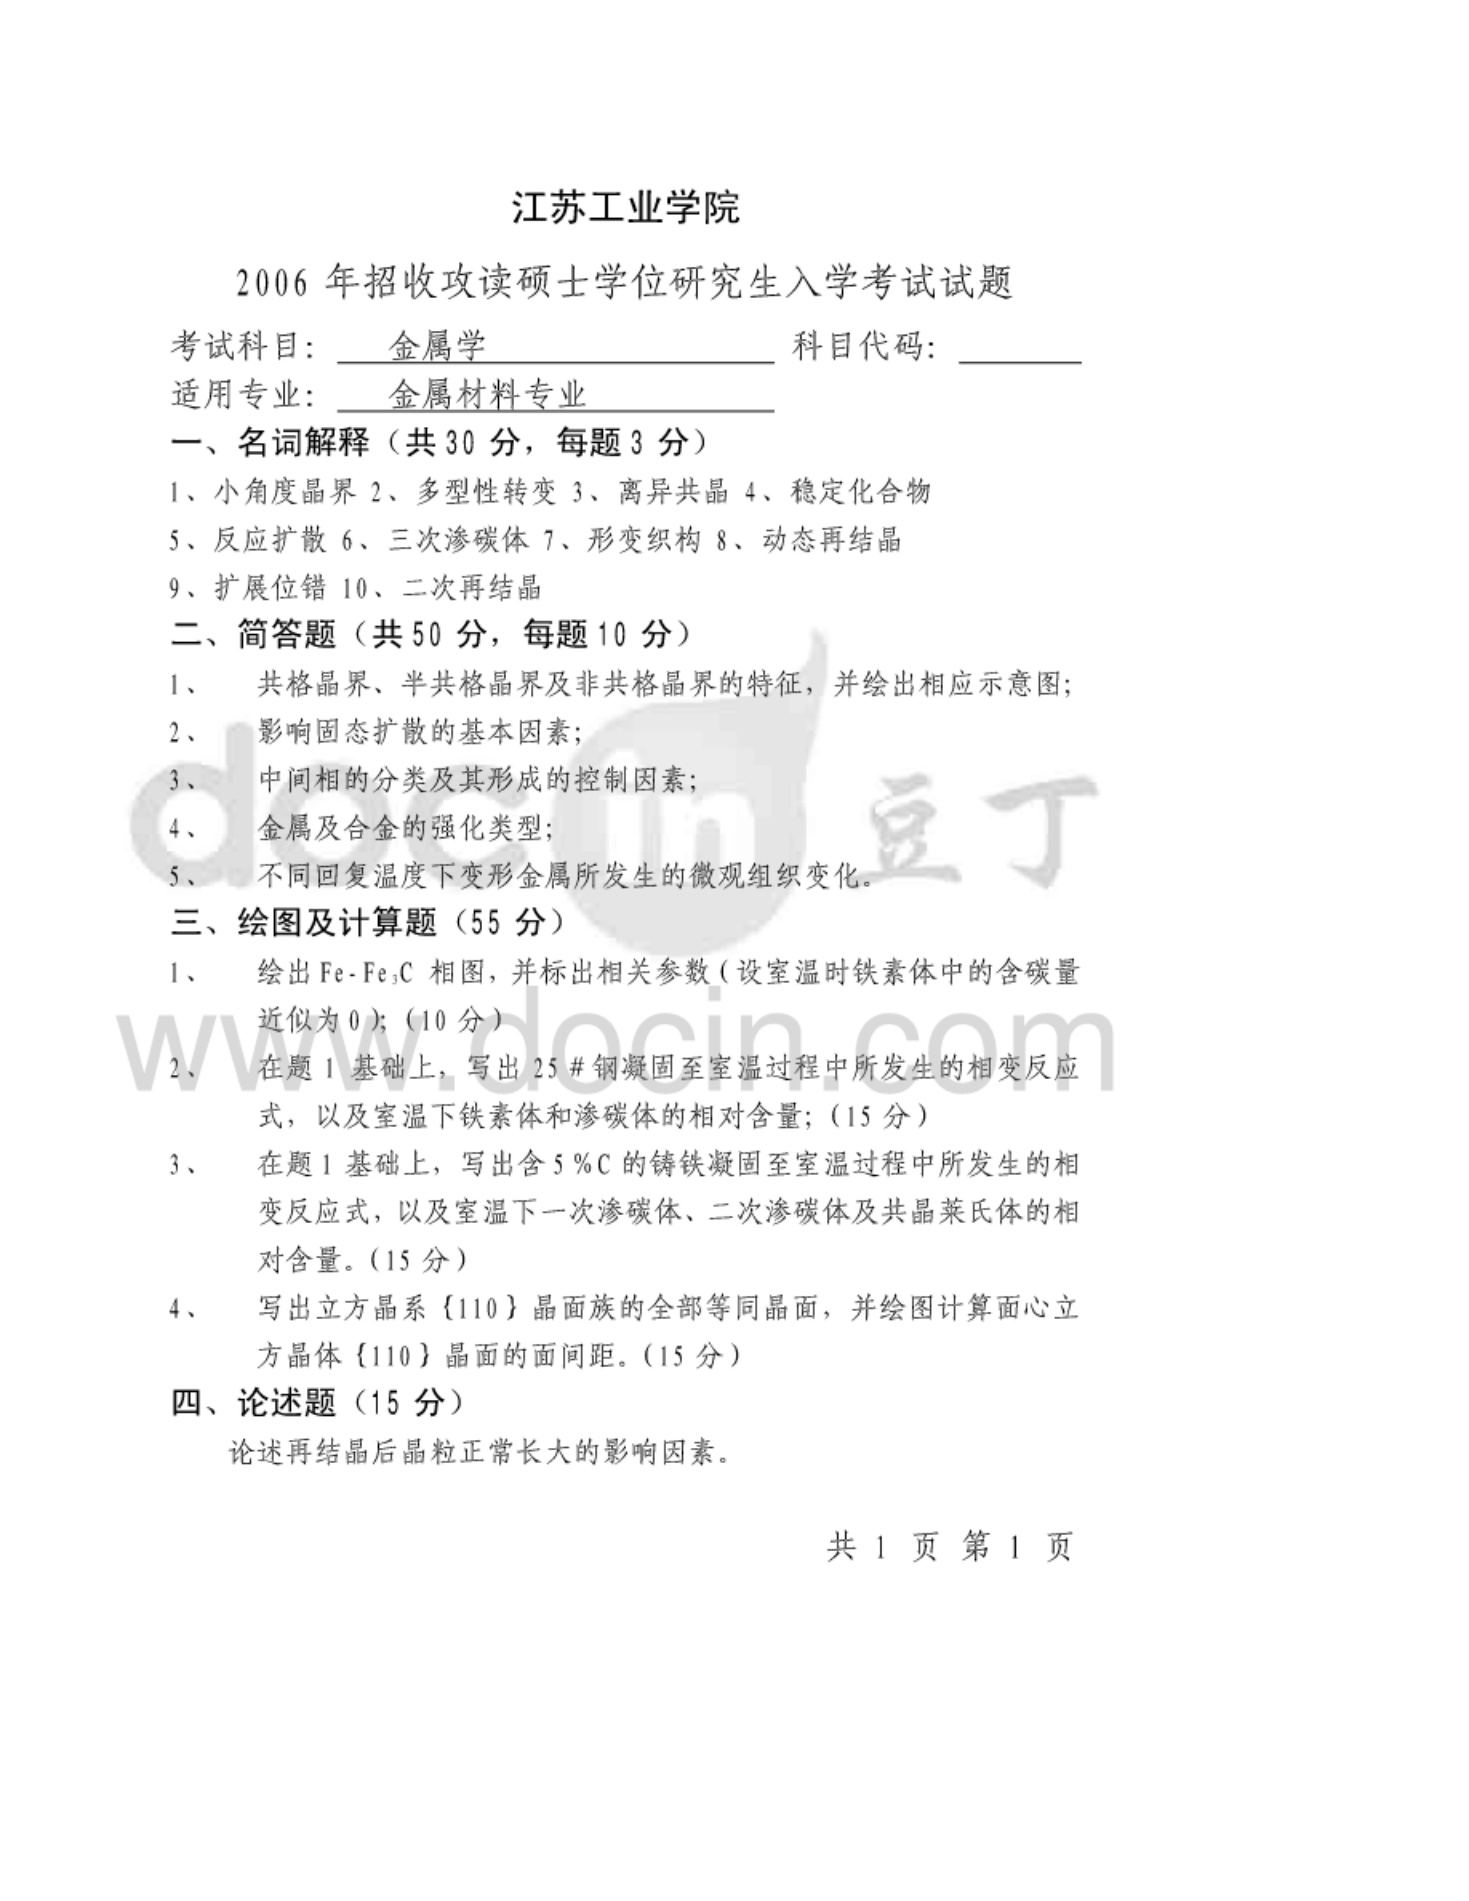 江苏工业学院
2006 年招收攻读硕士学位研究生入学考试试题
考试科目： 金属学 科目代码：
适用专业： 金属材料专业
一、名词解释（共30 分，每题3 分）
1、小角度晶界 2、多型性转变 3、离异共晶 4、稳定化合物
5、反应扩散 6、三次渗碳体 7、形变织构 8、动态再结晶
9、扩展位错 10、二次再结晶
二、简答题（共50 分，每题10 分）
1、 共格晶界、半共格晶界及非共格晶界的特征，并绘出相应示意图；
2、 影响固态扩散的基本因素；
3、 中间相的分类及其形成的控制因素；
4、 金属及合金的强化类型；
5、 不同回复温度下变形金属所发生的微观组织变化。
docin 豆丁
三、绘图及计算题（55 分）
1、 绘出Fe-Fe₃C 相图，并标出相关参数（设室温时铁素体中的含碳量
近似为0）；（10 分）
www.docin.com
2、 在题1 基础上，写出25＃钢凝固至室温过程中所发生的相变反应
式，以及室温下铁素体和渗碳体的相对含量；（15 分）
3、 在题1 基础上，写出含5％C的铸铁凝固至室温过程中所发生的相
变反应式，以及室温下一次渗碳体、二次渗碳体及共晶莱氏体的相
对含量。（15 分）
4、 写出立方晶系｛110｝晶面族的全部等同晶面，并绘图计算面心立
方晶体｛110｝晶面的面间距。（15 分）
四、论述题（15 分）
论述再结晶后晶粒正常长大的影响因素。
共 1 页 第 1 页